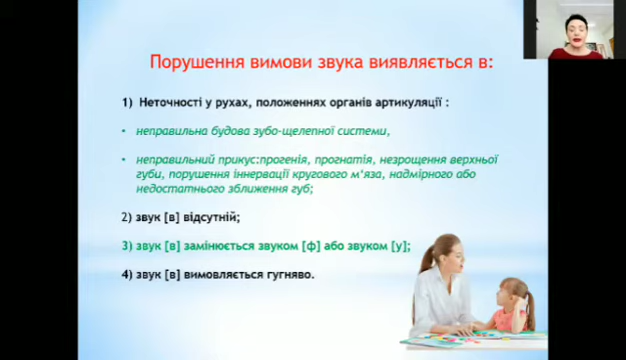 Порушення вимови звука виявляється в:
1) Неточності у рухах, положеннях органів артикуляції :
• неправильна будова зубо-щелепної системи,
• неправильний прикус:прогенія, прогнатія, незрощення верхньої
губи, порушення іннервації кругового м‘яза, надмірного або
недостатнього зближення губ;
2) звук [в] відсутній;
3) звук [в] замінюється звуком [ф] або звуком [у];
4) звук [в] вимовляється гугняво.